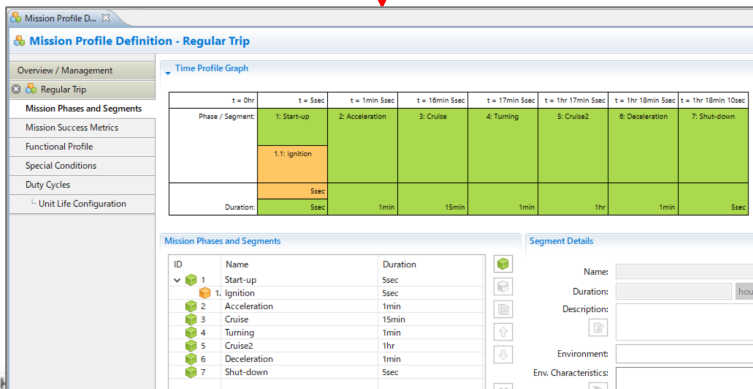 Mission Profile D...
Mission Profile Definition - Regular Trip
Overview / Management
Regular Trip
Mission Phases and Segments
Mission Success Metrics
Functional Profile
Special Conditions
Duty Cycles
Unit Life Configuration
Time Profile Graph
t = 0hr t = 5sec t = 1min 5sec t = 16min 5sec t = 17min 5sec t = 1hr 17min 5sec t = 1hr 18min 5sec t = 1hr 18min 10sec
Phase / Segment: 1: Start-up 2: Acceleration 3: Cruise 4: Turning 5: Cruise2 6: Deceleration 7: Shut-down
1.1: Ignition
5sec
Duration: 5sec 1min 15min 1min 1hr 1min 5sec
Mission Phases and Segments
ID Name Duration
1 Start-up 5sec
1. Ignition 5sec
2 Acceleration 1min
3 Cruise 15min
4 Turning 1min
5 Cruise2 1hr
6 Deceleration 1min
7 Shut-down 5sec
Segment Details
Name:
Duration: hou
Description:
Environment:
Env. Characteristics: